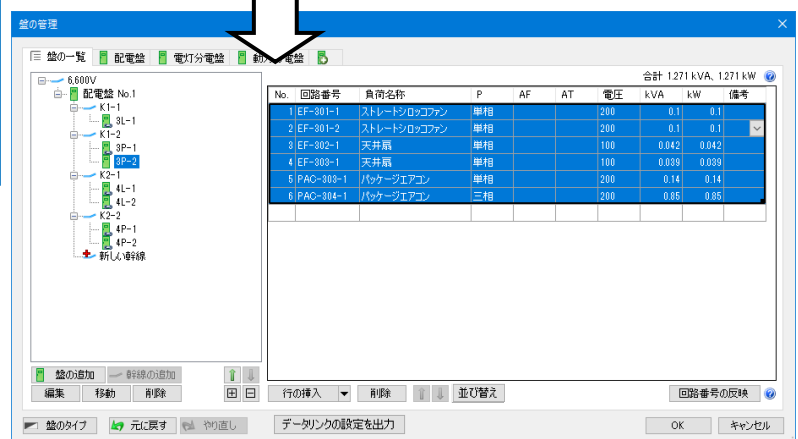 盤の管理
盤の一覧 配電盤 電灯分電盤
合計 1.271 kVA、1.271 kW
6,600V
配電盤 No.1
K1-1
3L-1
K1-2
3P-1
3P-2
K2-1
4L-1
4L-2
K2-2
4P-1
4P-2
新しい幹線
No. 回路番号 負荷名称 P AF AT 電圧 kVA kW 備考
1 EF-301-1 ストレートシロッコファン 単相 200 0.1 0.1
2 EF-301-2 ストレートシロッコファン 単相 200 0.1 0.1
3 EF-302-1 天井扇 単相 100 0.042 0.042
4 EF-303-1 天井扇 単相 100 0.039 0.039
5 PAC-303-1 パッケージエアコン 単相 200 0.14 0.14
6 PAC-304-1 パッケージエアコン 三相 200 0.85 0.85
盤の追加 幹線の追加
編集 移動 削除
行の挿入 削除 並び替え 回路番号の反映
盤のタイプ 元に戻す やり直し データリンクの設定を出力 OK キャンセル